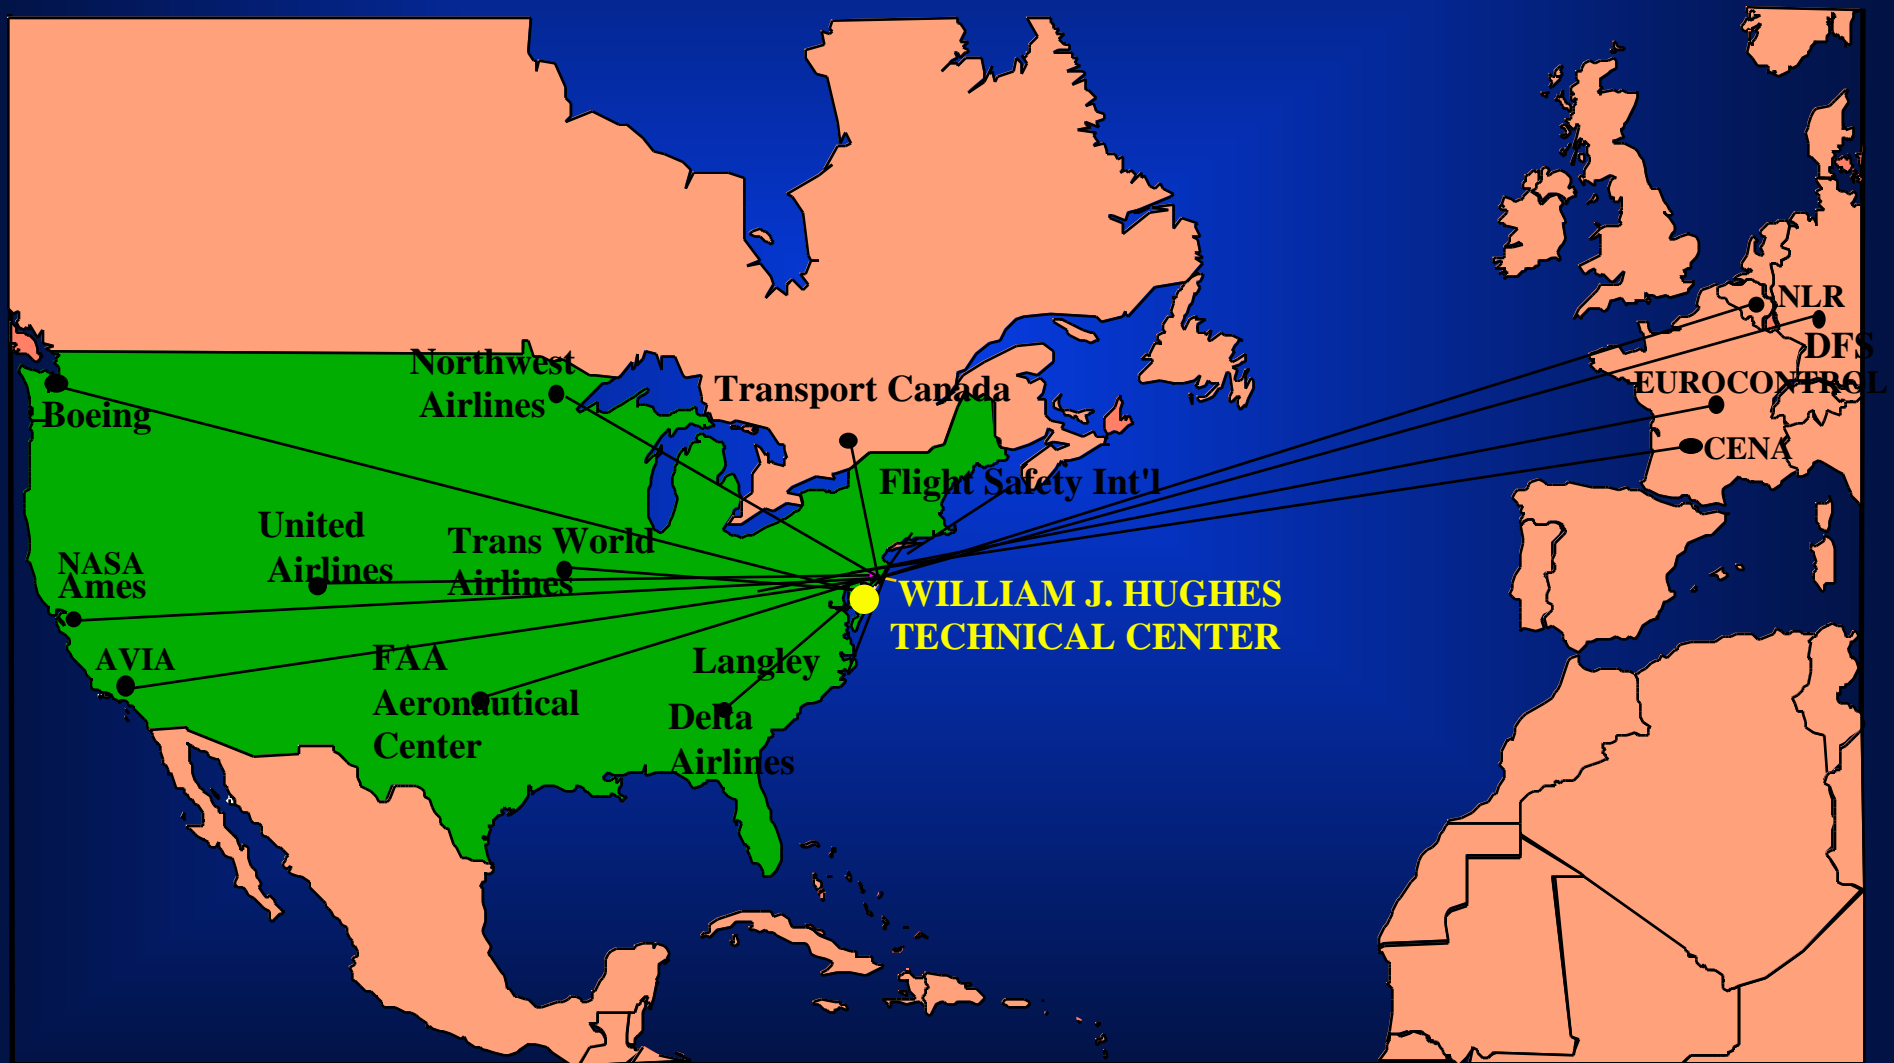 Northwest
Airlines
Transport Canada
Boeing
NLR
DFS
EUROCONTROL
CENA
Flight Safety Int'l
United
Airlines
Trans World
Airlines
NASA
Ames
WILLIAM J. HUGHES
TECHNICAL CENTER
AVIA
FAA
Aeronautical
Center
Langley
Delta
Airlines